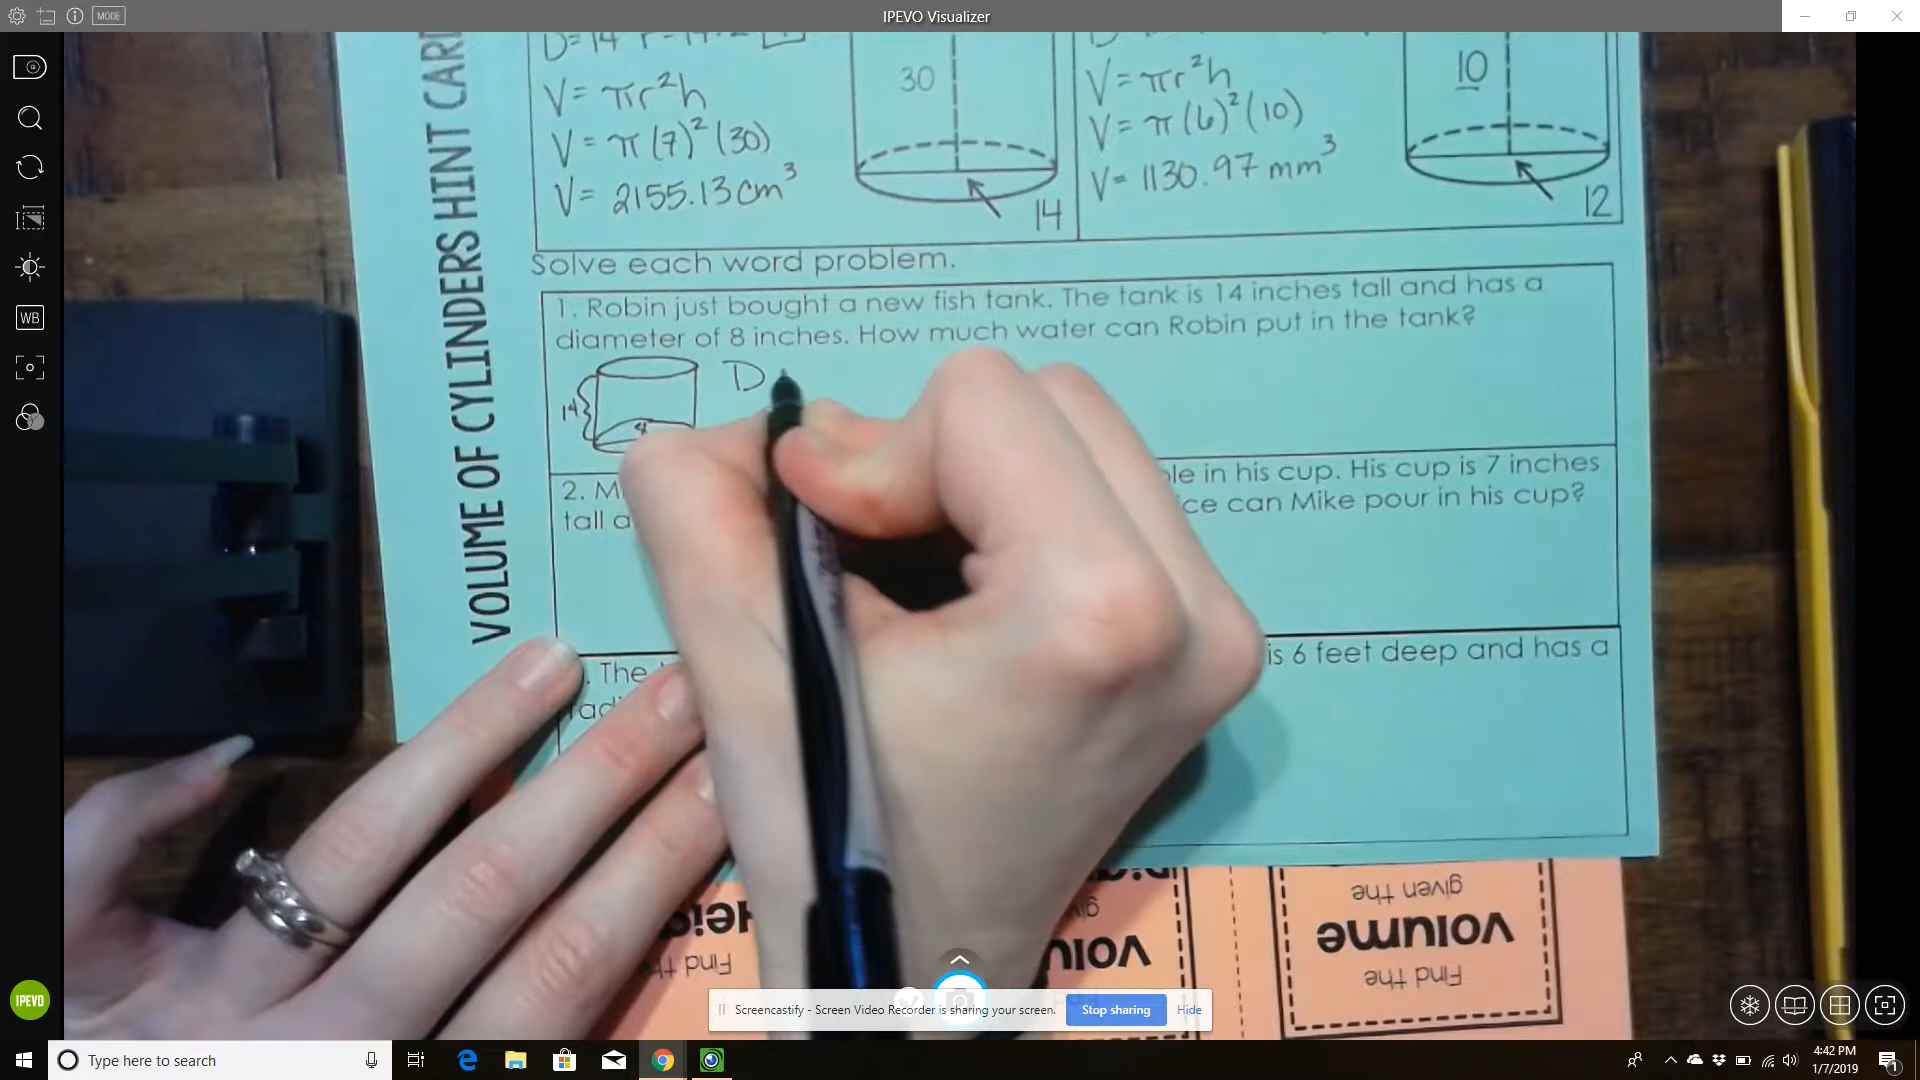 MODE
IPEVO Visualizer
VOLUME OF CYLINDERS HINT CARD
V = πr²h
V = π (7)² (30)
V = 2155.13 cm³
30
14
V = πr²h
V = π (6)² (10)
V = 1130.97 mm³
10
12
Solve each word problem.
1. Robin just bought a new fish tank. The tank is 14 inches tall and has a
diameter of 8 inches. How much water can Robin put in the tank?
14
D
2. M
in his cup. His cup is 7 inches
tall a
can Mike pour in his cup?
The
is 6 feet deep and has a
Find the
volume
given the
Find
WB
IPEVO
Screencastify - Screen Video Recorder is sharing your screen.
Stop sharing
Hide
Type here to search
4:42 PM
1/7/2019
1